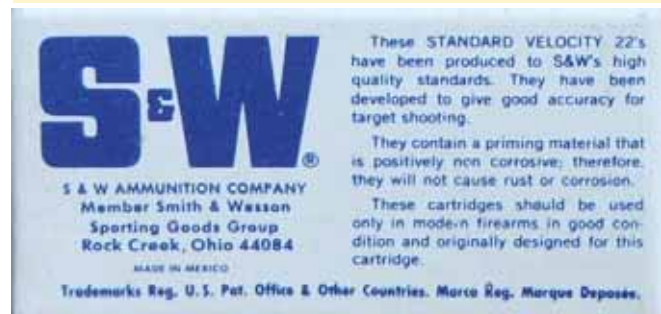 S&W®
S & W AMMUNITION COMPANY
Member Smith & Wesson
Sporting Goods Group
Rock Creek, Ohio 44084
MADE IN MEXICO
These STANDARD VELOCITY 22's
have been produced to S&W's high
quality standards. They have been
developed to give good accuracy for
target shooting.
They contain a priming material that
is positively non corrosive; therefore,
they will not cause rust or corrosion.
These cartridges should be used
only in modern firearms in good con-
dition and originally designed for this
cartridge.
Trademarks Reg. U.S. Pat. Office & Other Countries. Marca Reg. Marque Deposée.